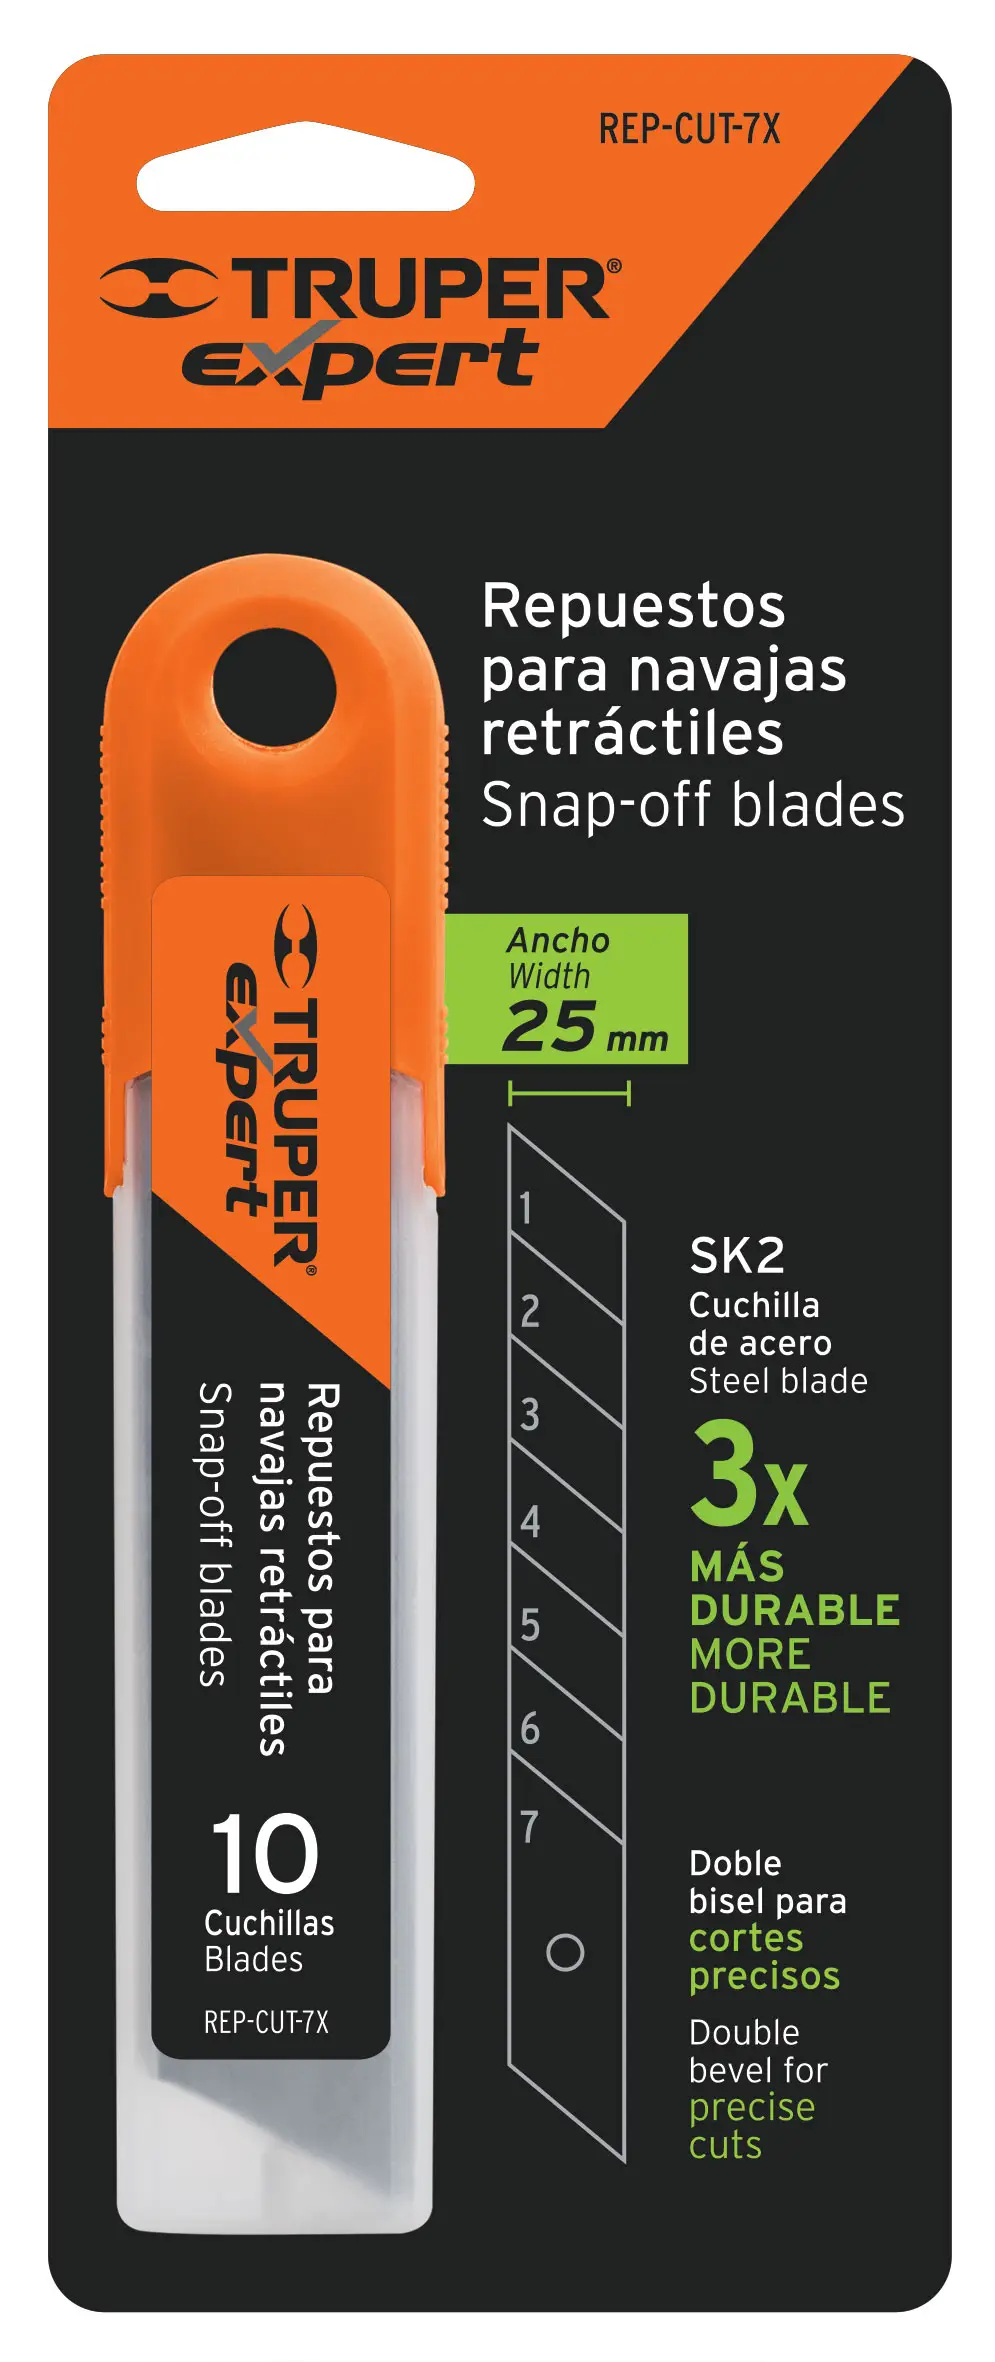 REP-CUT-7X
TRUPER®
expert
Repuestos
para navajas
retráctiles
Snap-off blades
Ancho
Width
25 mm
TRUPER®
expert
Repuestos para
navajas retráctiles
Snap-off blades
10
Cuchillas
Blades
REP-CUT-7X
1
2
3
4
5
6
7
SK2
Cuchilla
de acero
Steel blade
3x
MÁS
DURABLE
MORE
DURABLE
Doble
bisel para
cortes
precisos
Double
bevel for
precise
cuts